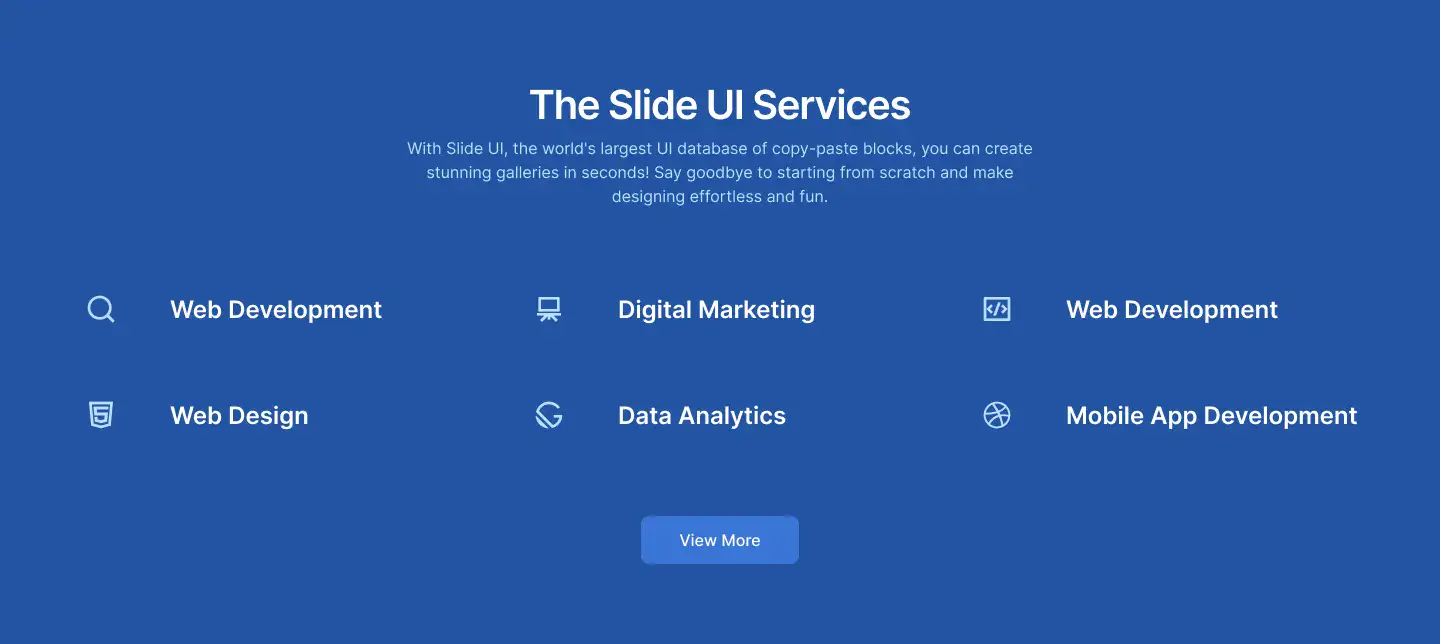 The Slide UI Services
With Slide UI, the world's largest UI database of copy-paste blocks, you can create
stunning galleries in seconds! Say goodbye to starting from scratch and make
designing effortless and fun.
Web Development
Digital Marketing
Web Development
Web Design
Data Analytics
Mobile App Development
View More